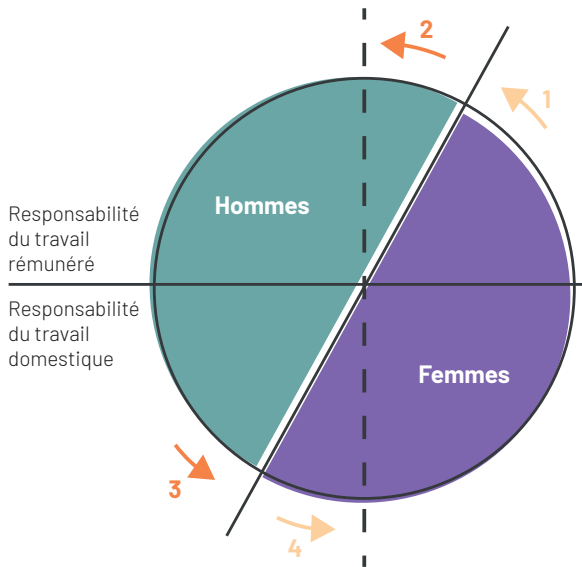 2
1
Hommes
Responsabilité
du travail
rémunéré
Responsabilité
du travail
domestique
Femmes
3
4